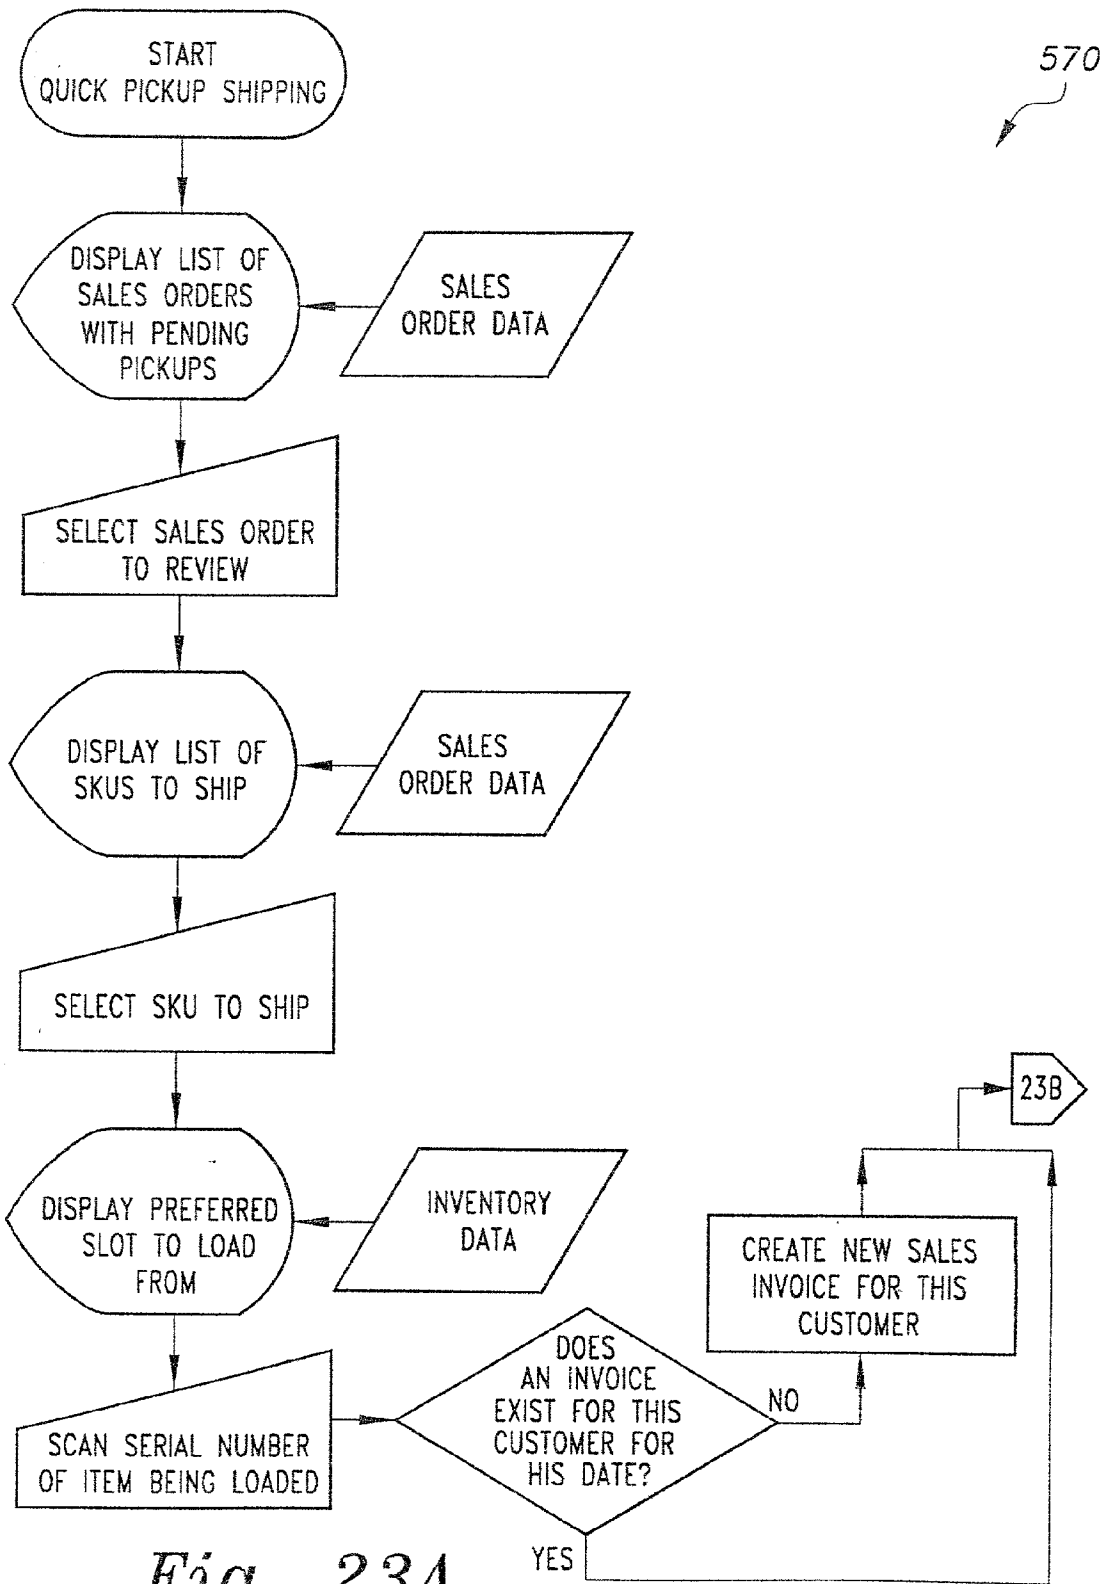 START
QUICK PICKUP SHIPPING
570
DISPLAY LIST OF
SALES ORDERS
WITH PENDING
PICKUPS
SALES
ORDER DATA
SELECT SALES ORDER
TO REVIEW
DISPLAY LIST OF
SKUS TO SHIP
SALES
ORDER DATA
SELECT SKU TO SHIP
DISPLAY PREFERRED
SLOT TO LOAD
FROM
INVENTORY
DATA
SCAN SERIAL NUMBER
OF ITEM BEING LOADED
DOES
AN INVOICE
EXIST FOR THIS
CUSTOMER FOR
HIS DATE?
NO
CREATE NEW SALES
INVOICE FOR THIS
CUSTOMER
23B
YES
Fig. 23A